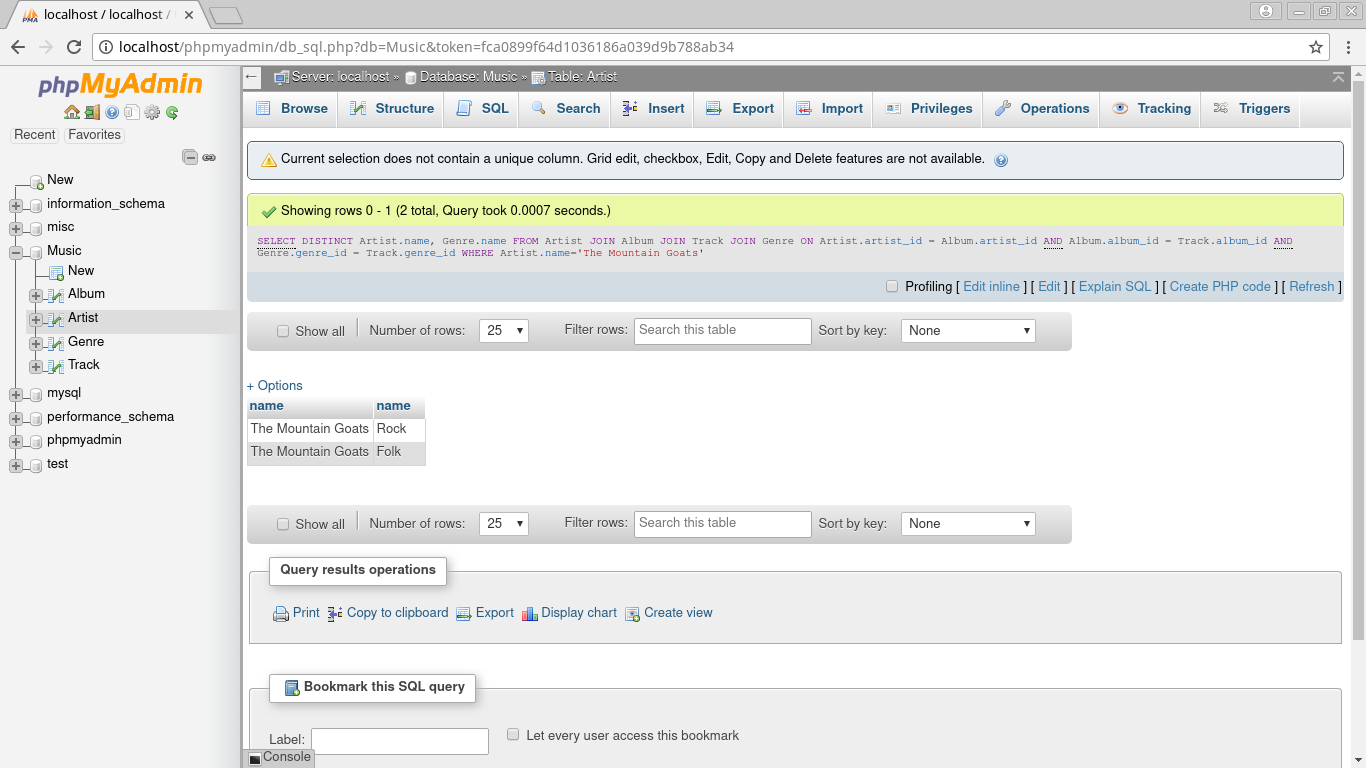 localhost / localhost /
localhost/phpmyadmin/db_sql.php?db=Music&token=fca0899f64d1036186a039d9b788ab34
phpMyAdmin
Recent Favorites
New
information_schema
misc
Music
New
Album
Artist
Genre
Track
mysql
performance_schema
phpmyadmin
test
Server: localhost » Database: Music » Table: Artist
Browse Structure SQL Search Insert Export Import Privileges Operations Tracking Triggers
Current selection does not contain a unique column. Grid edit, checkbox, Edit, Copy and Delete features are not available.
Showing rows 0 - 1 (2 total, Query took 0.0007 seconds.)
SELECT DISTINCT Artist.name, Genre.name FROM Artist JOIN Album JOIN Track JOIN Genre ON Artist.artist_id = Album.artist_id AND Album.album_id = Track.album_id AND
Genre.genre_id = Track.genre_id WHERE Artist.name='The Mountain Goats'
Profiling [ Edit inline ] [ Edit ] [ Explain SQL ] [ Create PHP code ] [ Refresh ]
Show all Number of rows: 25 Filter rows: Search this table Sort by key: None
+ Options
name name
The Mountain Goats Rock
The Mountain Goats Folk
Show all Number of rows: 25 Filter rows: Search this table Sort by key: None
Query results operations
Print Copy to clipboard Export Display chart Create view
Bookmark this SQL query
Label: Let every user access this bookmark
Console